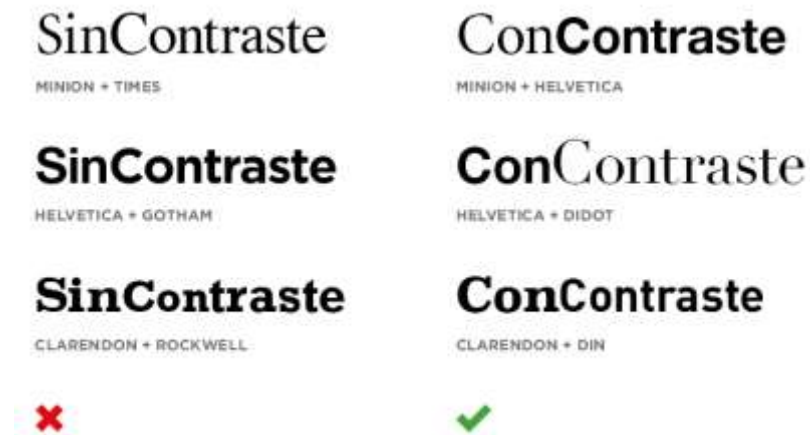 SinContraste
MINION + TIMES
SinContraste
HELVETICA + GOTHAM
SinContraste
CLARENDON + ROCKWELL
ConContraste
MINION + HELVETICA
ConContraste
HELVETICA + DIDOT
ConContraste
CLARENDON + DIN